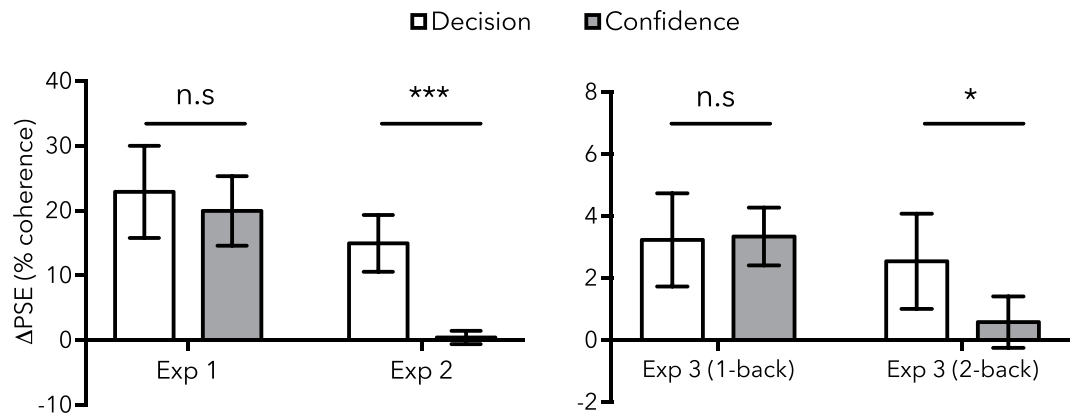 Decision Confidence
ΔPSE (% coherence)
40
30
20
10
0
-10
n.s
***
Exp 1
Exp 2
8
6
4
2
0
-2
n.s
*
Exp 3 (1-back)
Exp 3 (2-back)